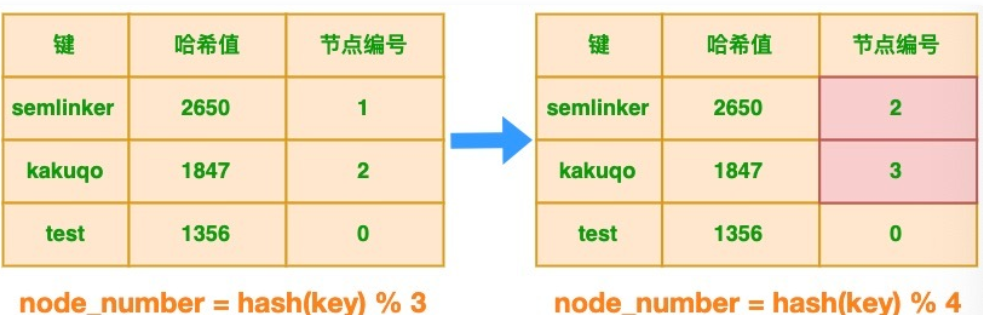 键 哈希值 节点编号
semlinker 2650 1
kakuqo 1847 2
test 1356 0
node_number = hash(key) % 3
键 哈希值 节点编号
semlinker 2650 2
kakuqo 1847 3
test 1356 0
node_number = hash(key) % 4